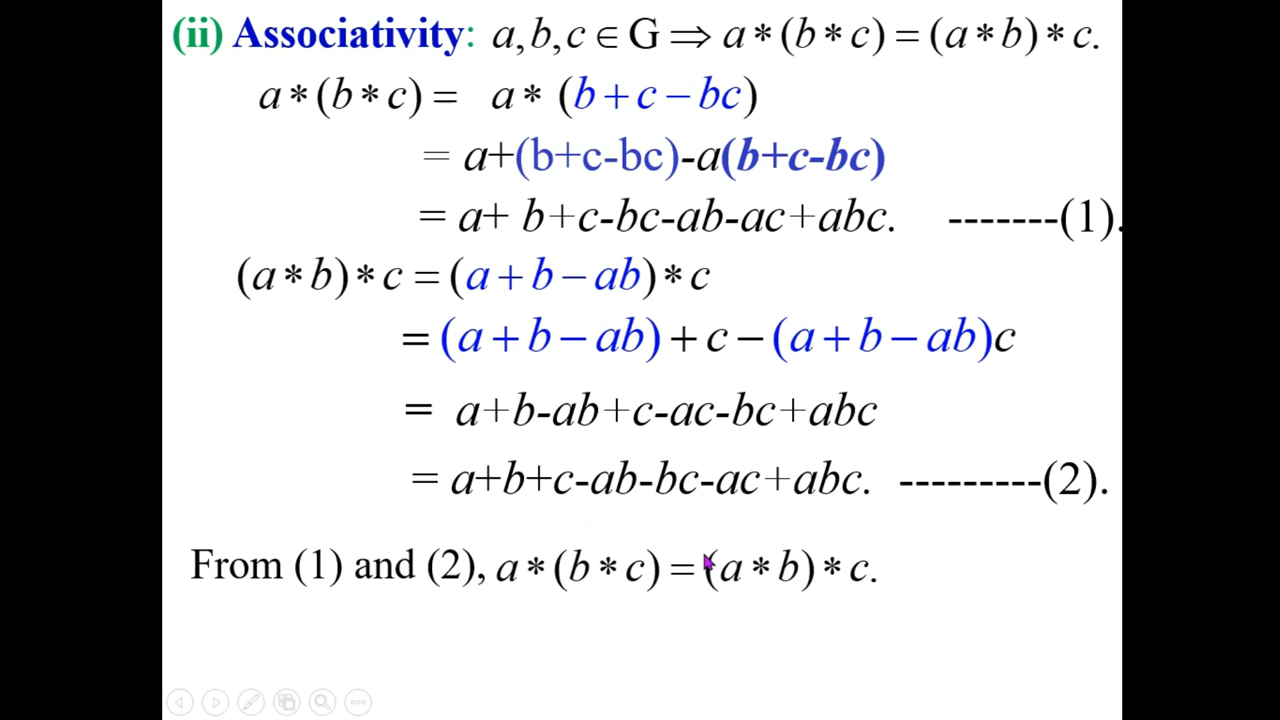 (ii) Associativity: a, b, c ∈ G ⇒ a * (b * c) = (a * b) * c.
a * (b * c) = a * (b + c − bc)
= a+(b+c-bc)-a(b+c-bc)
= a+ b+c-bc-ab-ac+abc. -------(1).
(a * b) * c = (a + b − ab) * c
= (a + b − ab) + c − (a + b − ab)c
= a+b-ab+c-ac-bc+abc
= a+b+c-ab-bc-ac+abc. ---------(2).
From (1) and (2), a * (b * c) = (a * b) * c.